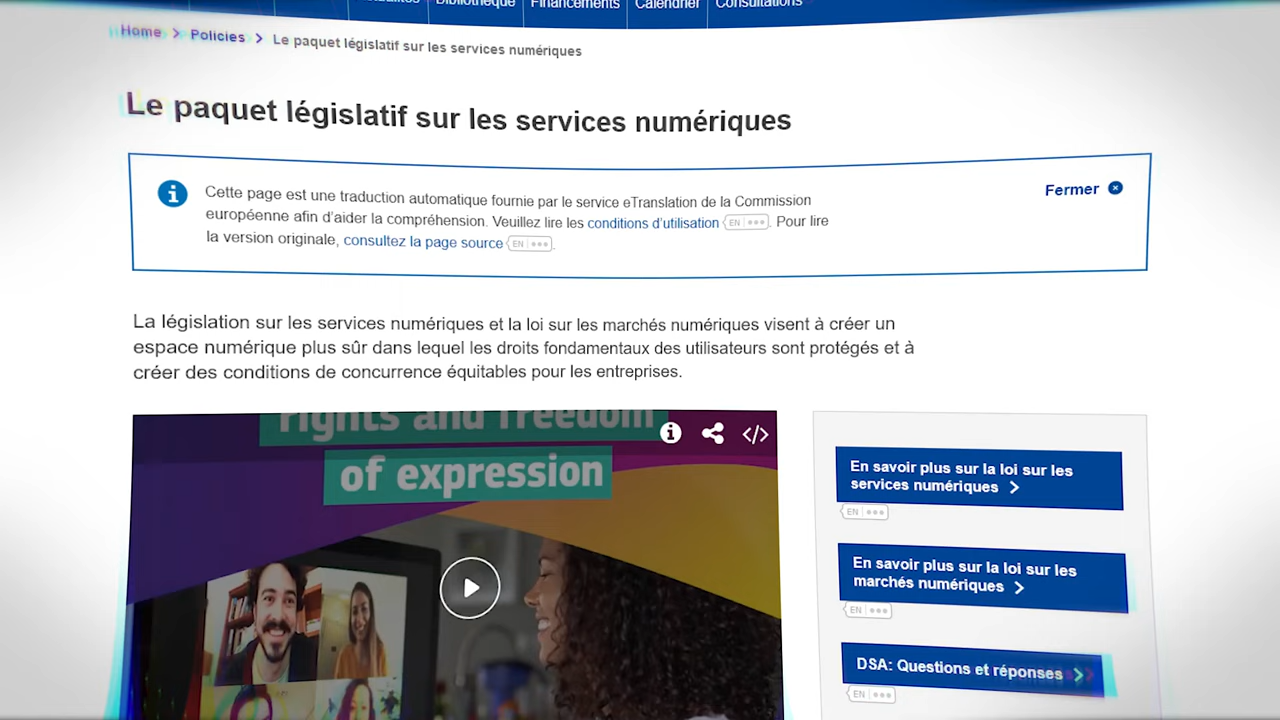 Bibliothèque Financements Calendrier Consultations
Home > Policies > Le paquet législatif sur les services numériques
Le paquet législatif sur les services numériques
Cette page est une traduction automatique fournie par le service eTranslation de la Commission
européenne afin d'aider la compréhension. Veuillez lire les conditions d'utilisation EN. Pour lire
la version originale, consultez la page source EN.
Fermer
La législation sur les services numériques et la loi sur les marchés numériques visent à créer un
espace numérique plus sûr dans lequel les droits fondamentaux des utilisateurs sont protégés et à
créer des conditions de concurrence équitables pour les entreprises.
rights and freedom
of expression
En savoir plus sur la loi sur les
services numériques >
EN
En savoir plus sur la loi sur les
marchés numériques >
EN
DSA: Questions et réponses >
EN